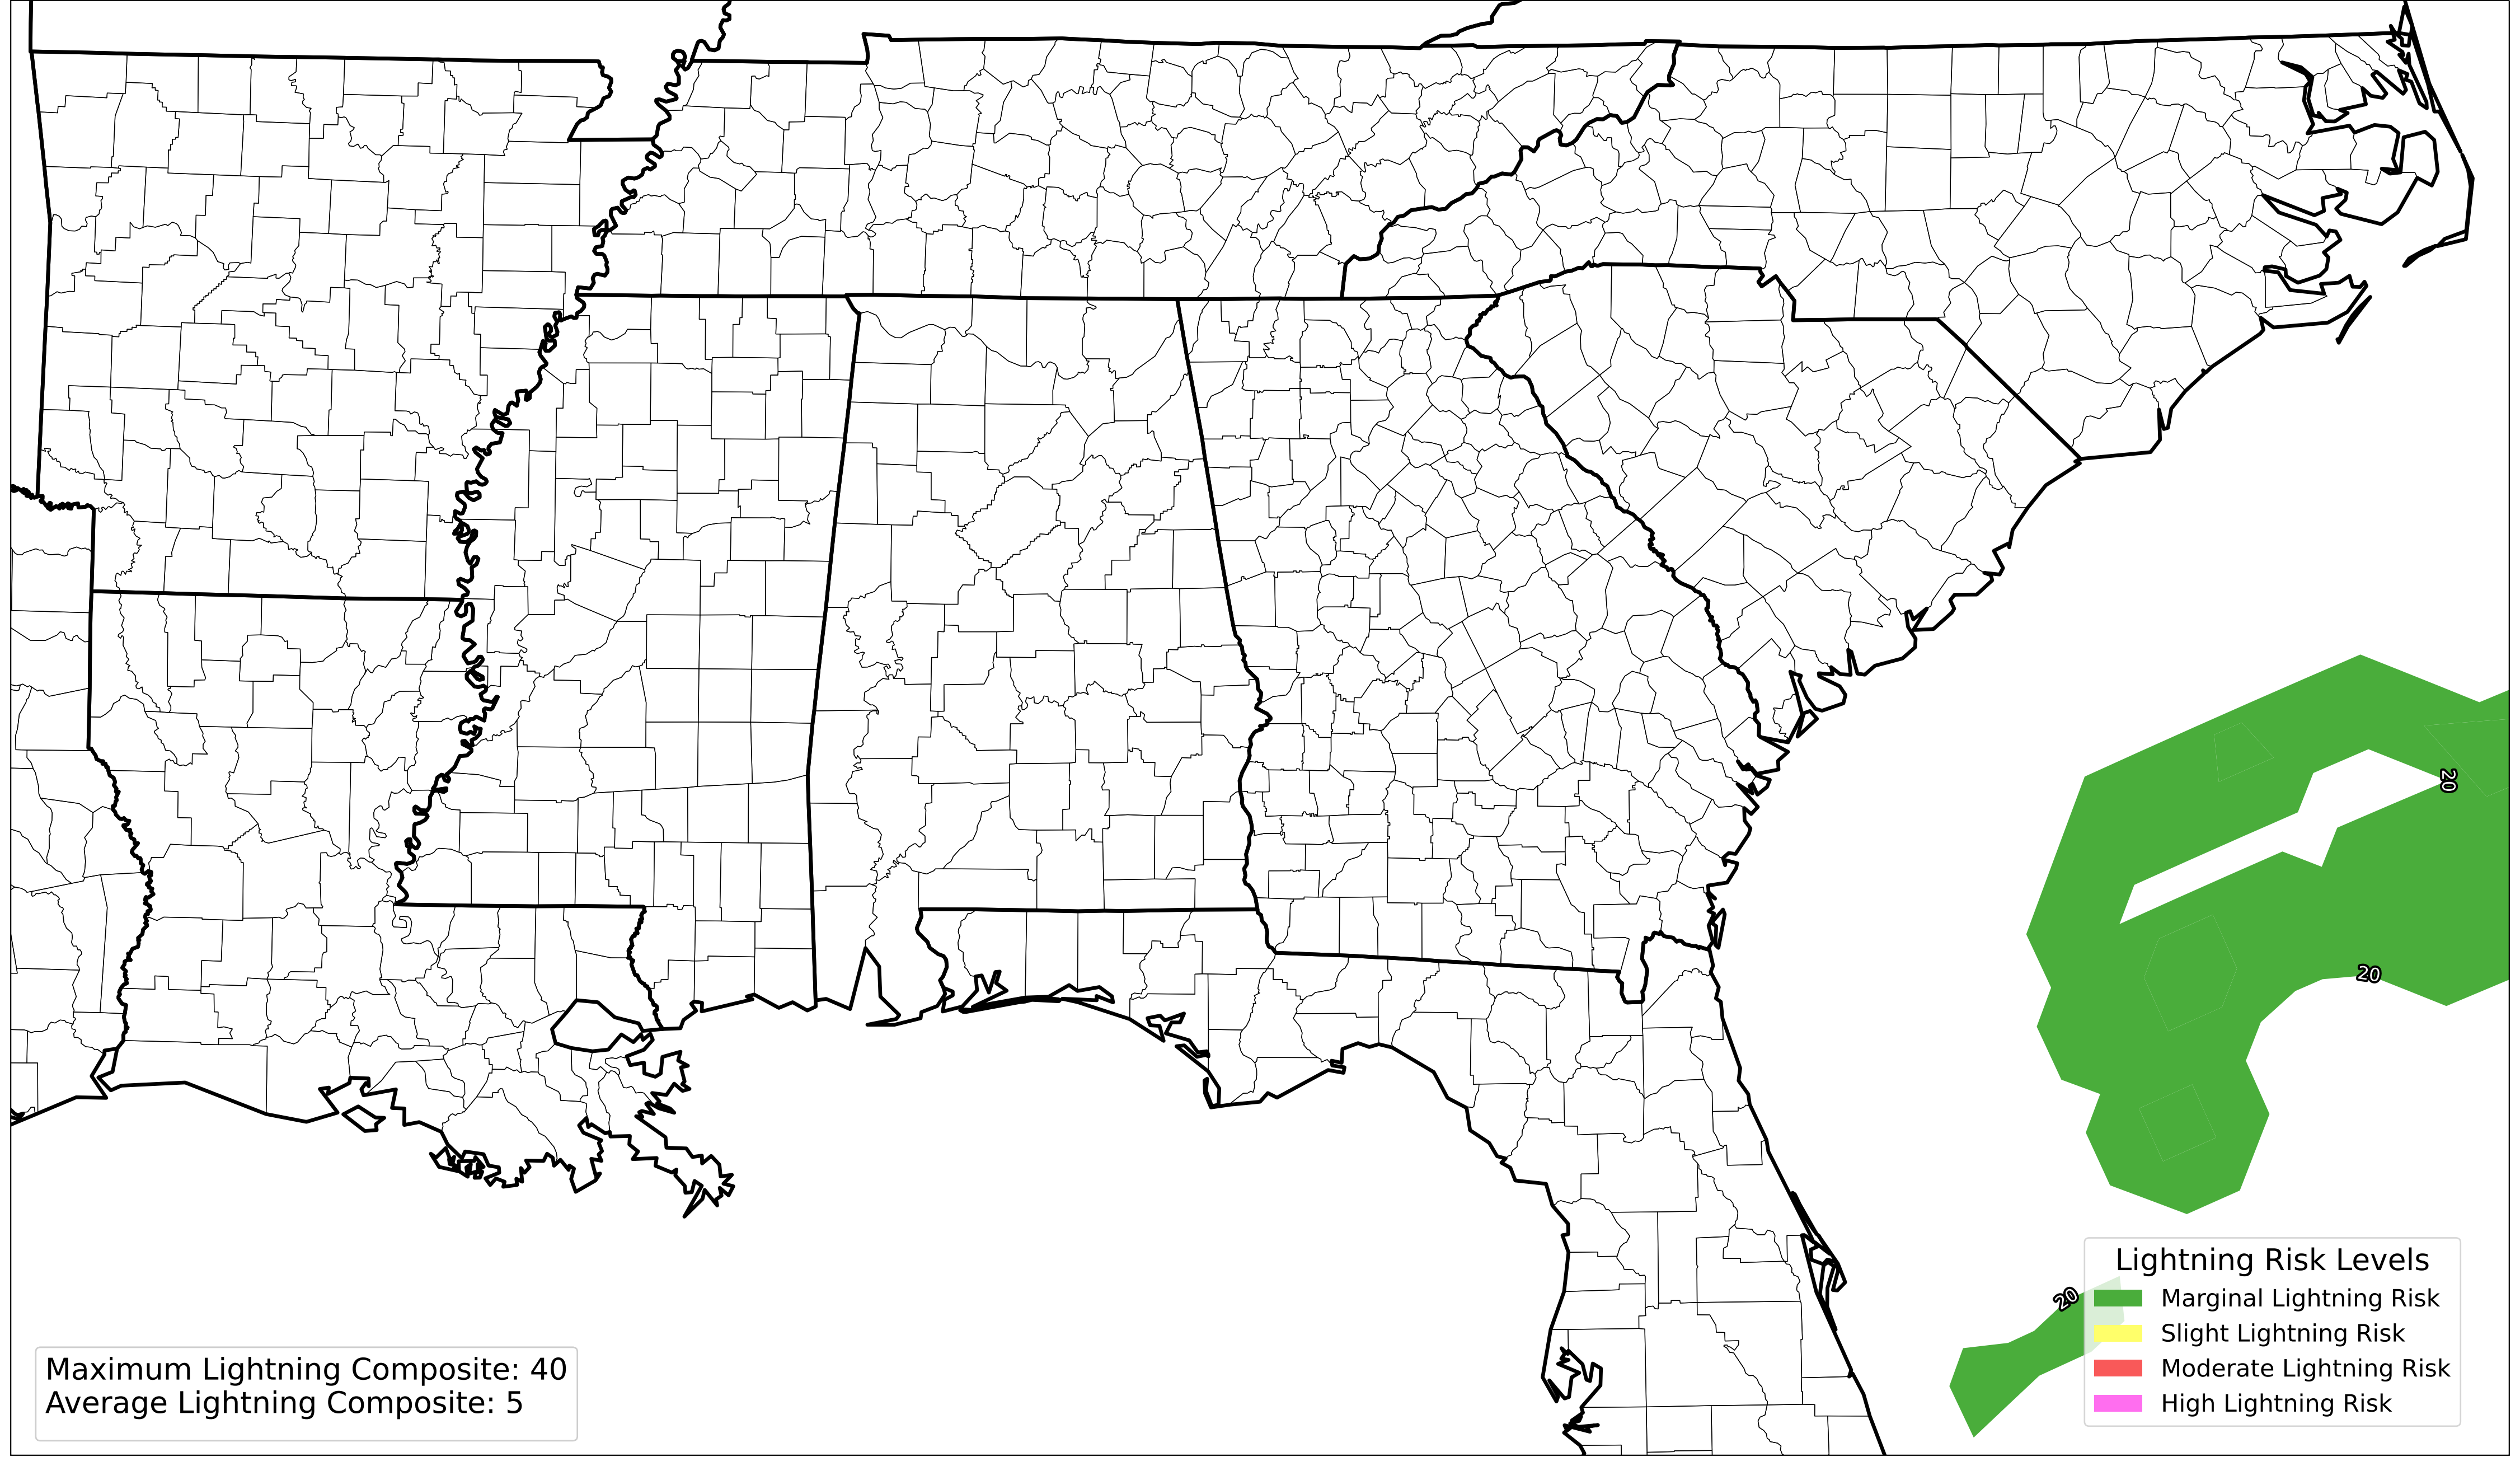 20
20
20
Lightning Risk Levels
Marginal Lightning Risk
Slight Lightning Risk
Moderate Lightning Risk
High Lightning Risk
Maximum Lightning Composite: 40
Average Lightning Composite: 5